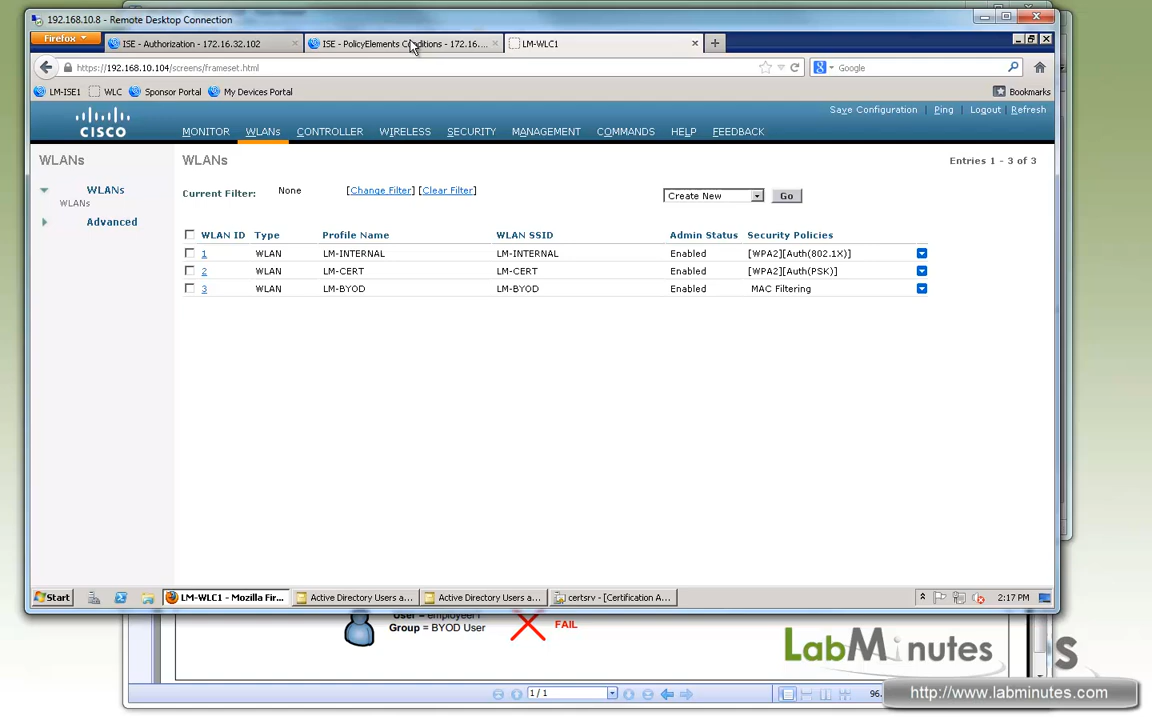 192.168.10.8 - Remote Desktop Connection
Firefox
ISE - Authorization - 172.16.32.102
ISE - PolicyElements Conditions - 172.16....
LM-WLC1
https://192.168.10.104/screens/frameset.html
Google
LM-ISE1
WLC
Sponsor Portal
My Devices Portal
Bookmarks
Save Configuration | Ping | Logout | Refresh
CISCO
MONITOR WLANs CONTROLLER WIRELESS SECURITY MANAGEMENT COMMANDS HELP FEEDBACK
WLANs
WLANs
Entries 1 - 3 of 3
WLANs
WLANs
Advanced
Current Filter: None [Change Filter] [Clear Filter]
Create New
Go
WLAN ID Type Profile Name WLAN SSID Admin Status Security Policies
1 WLAN LM-INTERNAL LM-INTERNAL Enabled [WPA2][Auth(802.1X)]
2 WLAN LM-CERT LM-CERT Enabled [WPA2][Auth(PSK)]
3 WLAN LM-BYOD LM-BYOD Enabled MAC Filtering
Start
LM-WLC1 - Mozilla Fir...
Active Directory Users a...
Active Directory Users a...
certsrv - [Certification A...
2:17 PM
Group = BYOD User
FAIL
LabMinutes
1 / 1
96.
http://www.labminutes.com